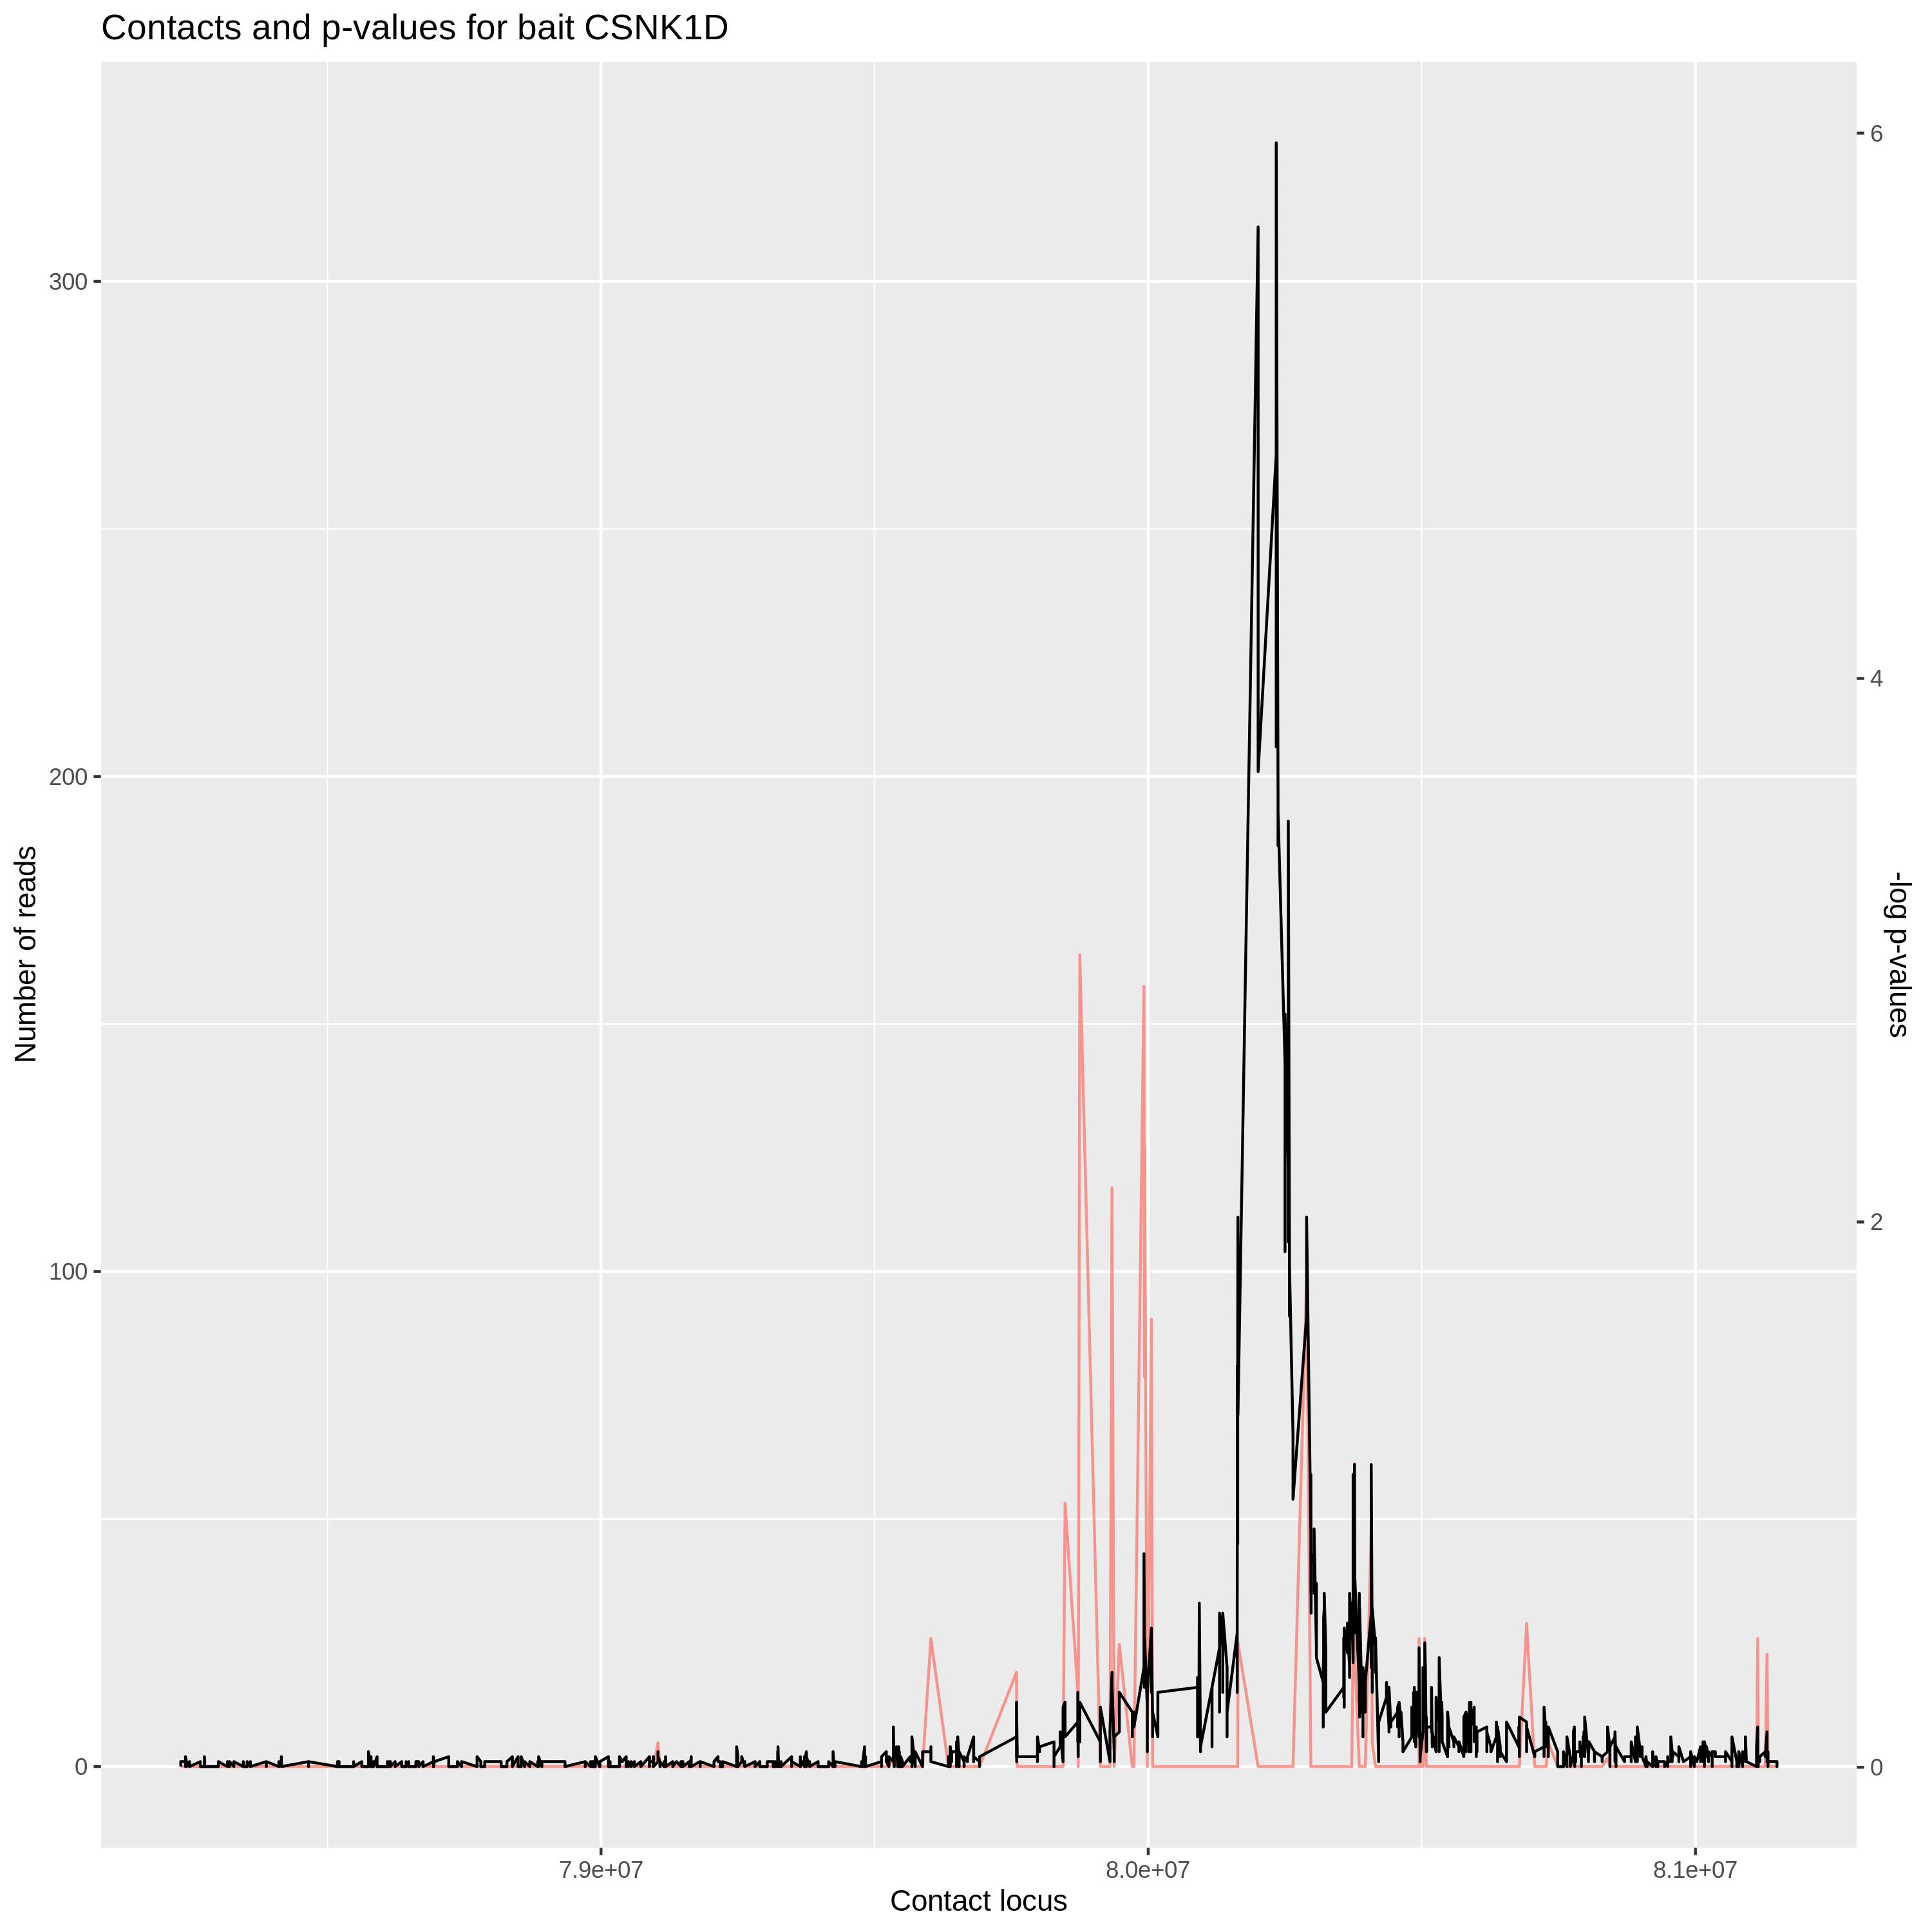 Contacts and p-values for bait CSNK1D
Number of reads
300
200
100
0
6
4
2
0
-log p-values
7.9e+07
8.0e+07
8.1e+07
Contact locus